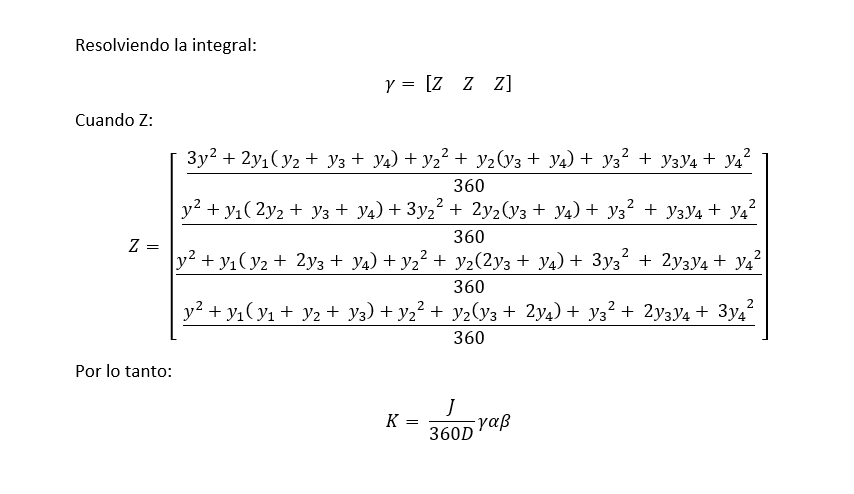 Resolviendo la integral:
γ = [Z Z Z]
Cuando Z:
3y² + 2y₁( y₂ + y₃ + y₄) + y₂² + y₂(y₃ + y₄) + y₃² + y₃y₄ + y₄²
360
y² + y₁( 2y₂ + y₃ + y₄) + 3y₂² + 2y₂(y₃ + y₄) + y₃² + y₃y₄ + y₄²
360
Z =
y² + y₁( y₂ + 2y₃ + y₄) + y₂² + y₂(2y₃ + y₄) + 3y₃² + 2y₃y₄ + y₄²
360
y² + y₁( y₁ + y₂ + y₃) + y₂² + y₂(y₃ + 2y₄) + y₃² + 2y₃y₄ + 3y₄²
360
Por lo tanto:
K = J/360D γαβ